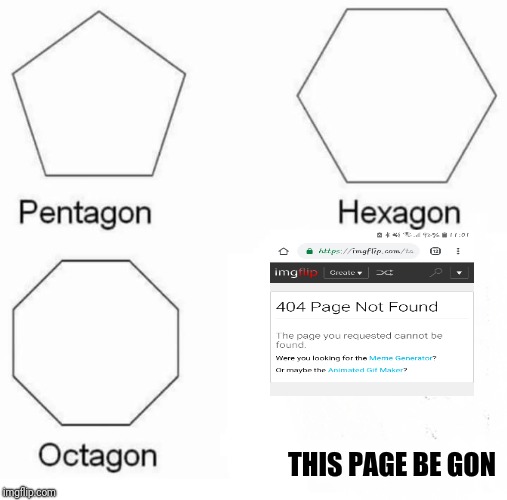 Pentagon
Hexagon
11:01
https://imgflip.com/
imgflip Create
404 Page Not Found
The page you requested cannot be
found.
Were you looking for the Meme Generator?
Or maybe the Animated Gif Maker?
Octagon
THIS PAGE BE GON
imgflip.com